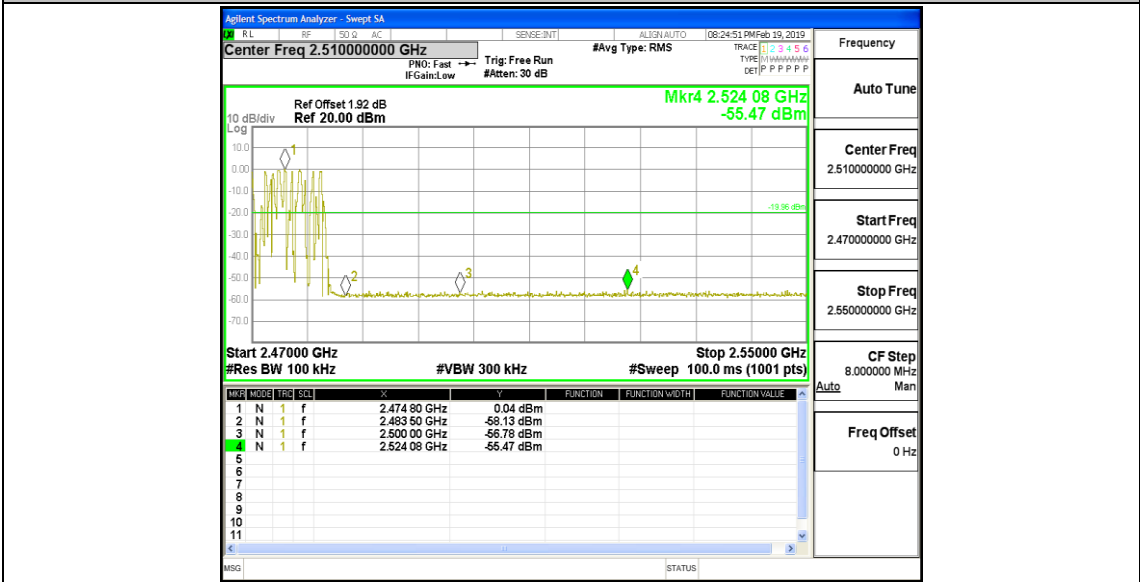 Agilent Spectrum Analyzer - Swept SA
RL RF 50 Ω AC SENSE:INT ALIGN AUTO 08:24:51 PM Feb 19, 2019
Center Freq 2.510000000 GHz
#Avg Type: RMS
TRACE 1 2 3 4 5 6
TYPE M WWWWW
DET P P P P P P
PNO: Fast
IFGain:Low
Trig: Free Run
#Atten: 30 dB
Mkr4 2.524 08 GHz
-55.47 dBm
Ref Offset 1.92 dB
Ref 20.00 dBm
10 dB/div
Log
10.0
0.00
-10.0
-20.0
-30.0
-40.0
-50.0
-60.0
-70.0
1
2
3
4
Start 2.47000 GHz
Stop 2.55000 GHz
#Res BW 100 kHz
#VBW 300 kHz
#Sweep 100.0 ms (1001 pts)
MKR MODE TRC SCL X Y FUNCTION FUNCTION WIDTH FUNCTION VALUE
1 N 1 f 2.474 80 GHz 0.04 dBm
2 N 1 f 2.483 50 GHz -58.13 dBm
3 N 1 f 2.500 00 GHz -56.78 dBm
4 N 1 f 2.524 08 GHz -55.47 dBm
5
6
7
8
9
10
11
MSG
STATUS
Frequency
Auto Tune
Center Freq
2.510000000 GHz
Start Freq
2.470000000 GHz
Stop Freq
2.550000000 GHz
CF Step
8.000000 MHz
Auto Man
Freq Offset
0 Hz